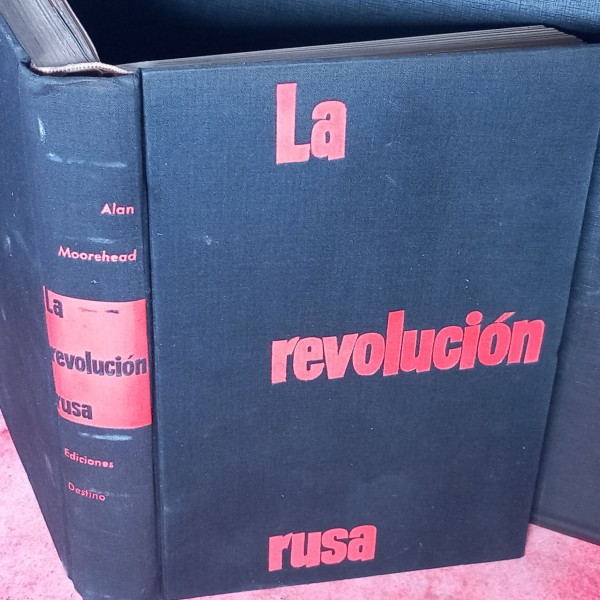 Alan
Moorehead
La
revolución
rusa
Ediciones
Destino
La
revolución
rusa